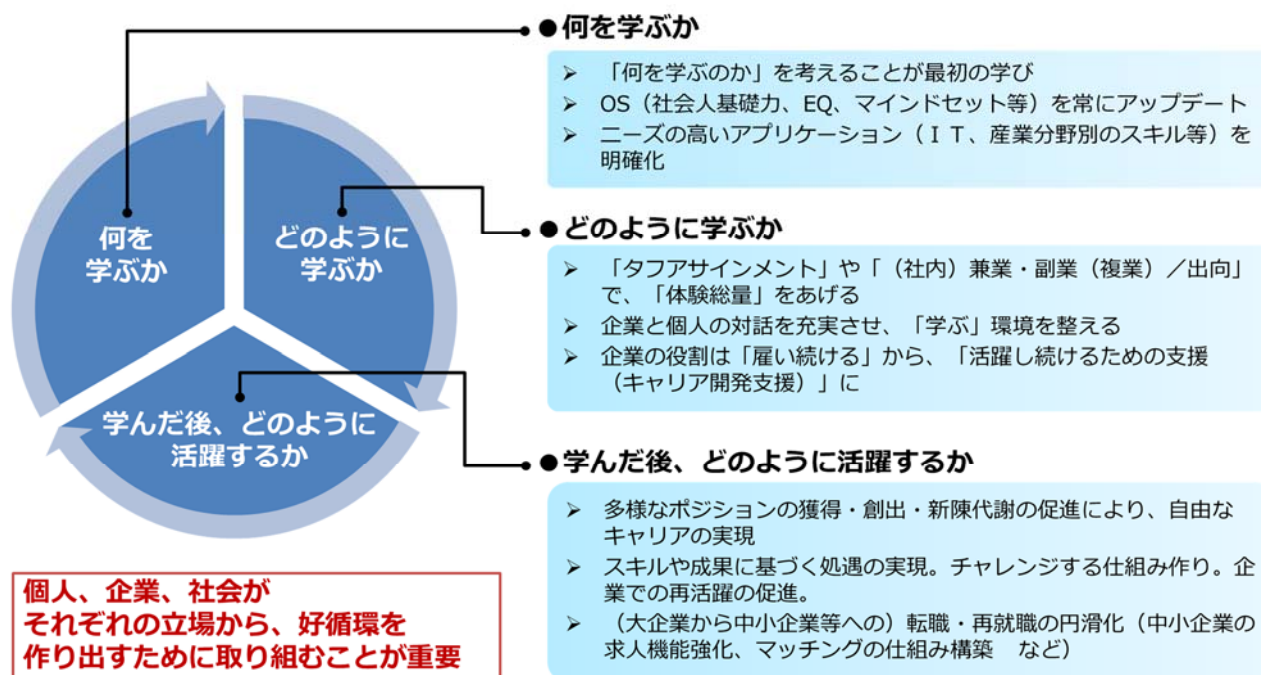 何を
学ぶか
どのように
学ぶか
学んだ後、どのように
活躍するか
個人、企業、社会が
それぞれの立場から、好循環を
作り出すために取り組むことが重要
●何を学ぶか
➢ 「何を学ぶのか」を考えることが最初の学び
➢ OS（社会人基礎力、EQ、マインドセット等）を常にアップデート
➢ ニーズの高いアプリケーション（ＩＴ、産業分野別のスキル等）を
明確化
●どのように学ぶか
➢ 「タフアサインメント」や「（社内）兼業・副業（複業）／出向」
で、「体験総量」をあげる
➢ 企業と個人の対話を充実させ、「学ぶ」環境を整える
➢ 企業の役割は「雇い続ける」から、「活躍し続けるための支援
（キャリア開発支援）」に
●学んだ後、どのように活躍するか
➢ 多様なポジションの獲得・創出・新陳代謝の促進により、自由な
キャリアの実現
➢ スキルや成果に基づく処遇の実現。チャレンジする仕組み作り。企
業での再活躍の促進。
➢ （大企業から中小企業等への）転職・再就職の円滑化（中小企業の
求人機能強化、マッチングの仕組み構築　など）